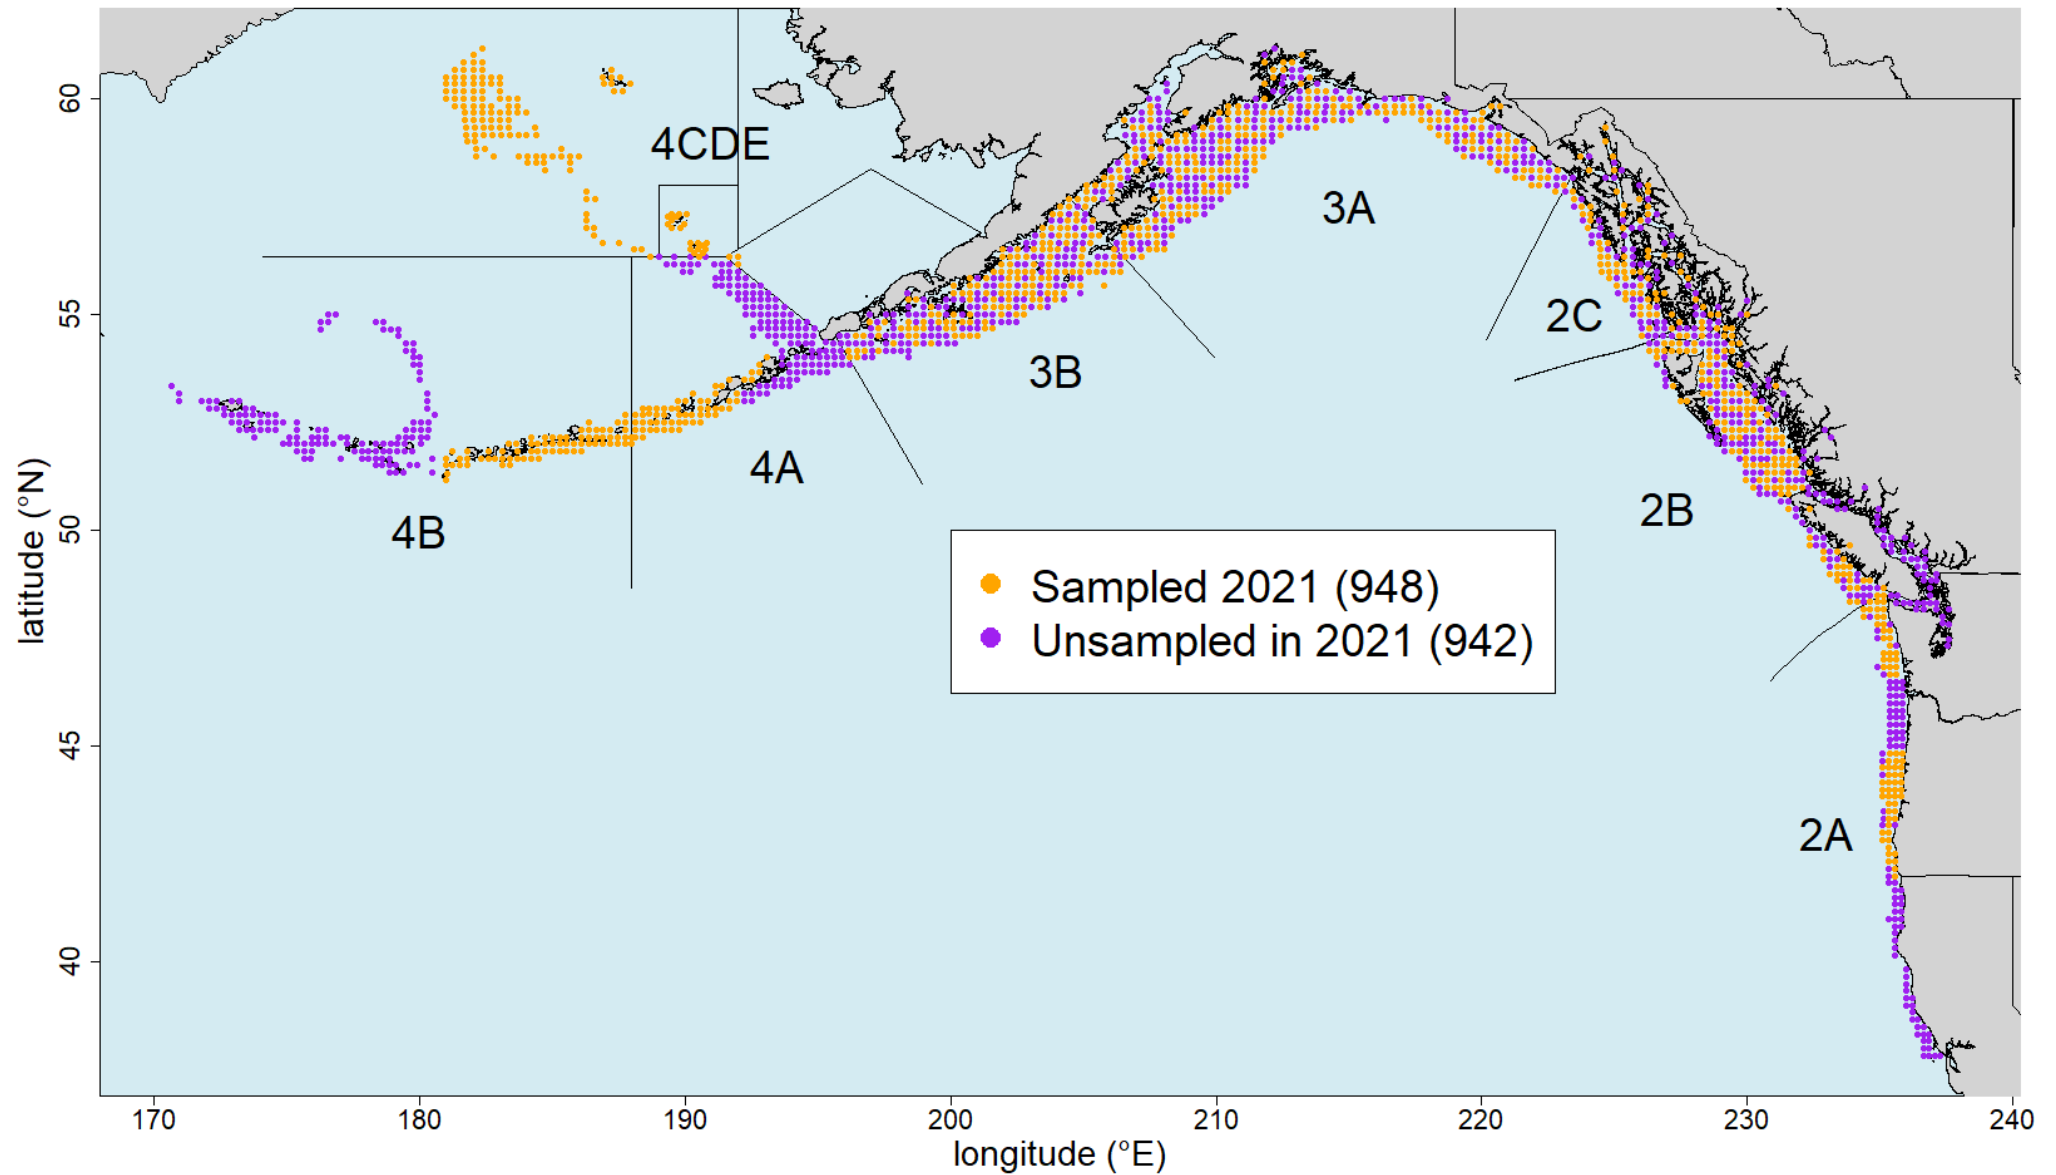 60
55
50
45
40
latitude (°N)
4CDE
3A
2C
3B
4A
4B
2B
2A
Sampled 2021 (948)
Unsampled in 2021 (942)
170
180
190
200
210
220
230
240
longitude (°E)